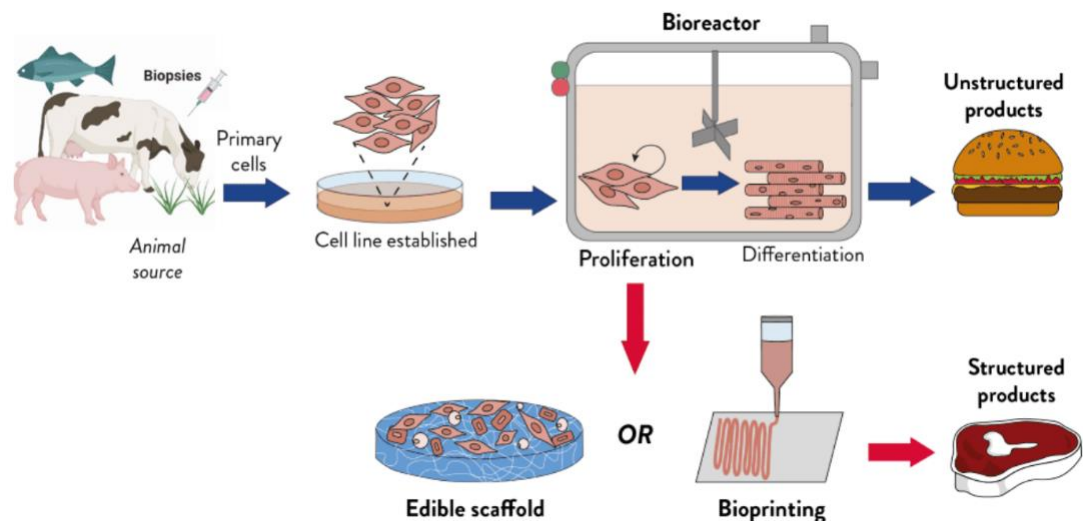 Bioreactor
Biopsies
Unstructured
products
Primary
cells
Cell line established
Animal
source
Proliferation
Differentiation
Structured
products
OR
Edible scaffold
Bioprinting